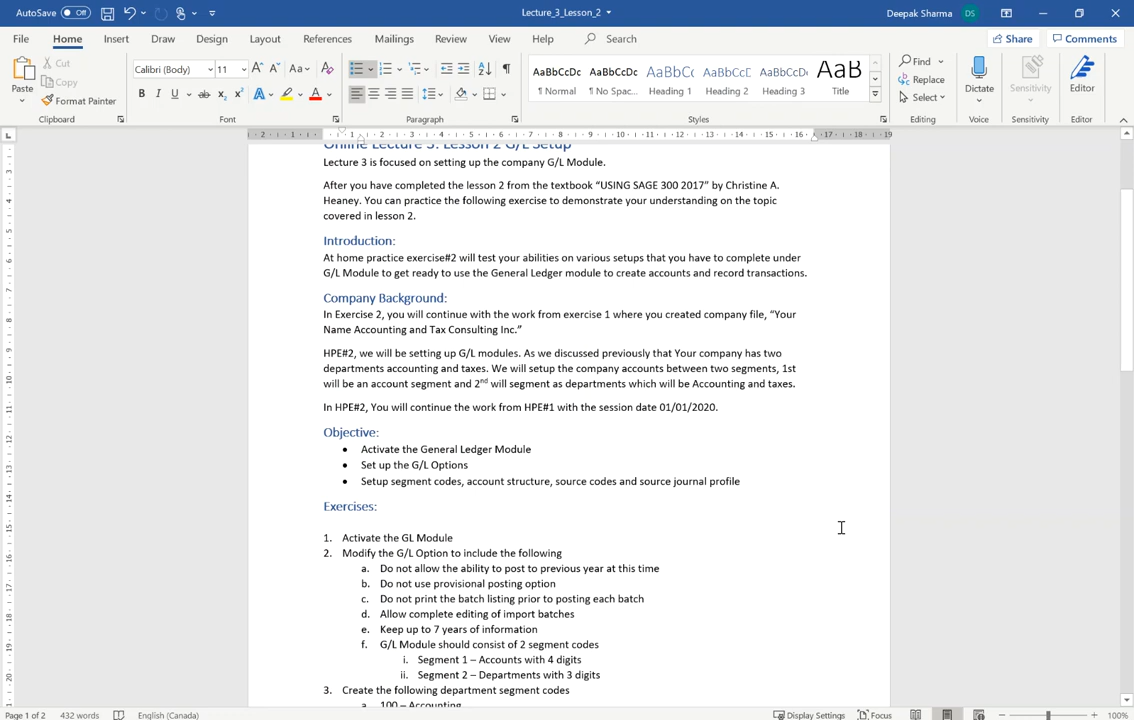 AutoSave Off Lecture_3_Lesson_2 Deepak Sharma DS
File Home Insert Draw Design Layout References Mailings Review View Help Search Share Comments
Paste Cut Copy Format Painter Clipboard
Calibri (Body) 11 Font
Paragraph
AaBbCcDc AaBbCcDc AaBbCc AaBbCcD AaBbCcDc AaB
¶ Normal ¶ No Spac... Heading 1 Heading 2 Heading 3 Title
Styles
Find Replace Select Editing
Dictate Voice
Sensitivity Sensitivity
Editor Editor
Online Lecture 3: Lesson 2 G/L Setup
Lecture 3 is focused on setting up the company G/L Module.
After you have completed the lesson 2 from the textbook “USING SAGE 300 2017” by Christine A.
Heaney. You can practice the following exercise to demonstrate your understanding on the topic
covered in lesson 2.
Introduction:
At home practice exercise#2 will test your abilities on various setups that you have to complete under
G/L Module to get ready to use the General Ledger module to create accounts and record transactions.
Company Background:
In Exercise 2, you will continue with the work from exercise 1 where you created company file, “Your
Name Accounting and Tax Consulting Inc.”
HPE#2, we will be setting up G/L modules. As we discussed previously that Your company has two
departments accounting and taxes. We will setup the company accounts between two segments, 1st
will be an account segment and 2nd will segment as departments which will be Accounting and taxes.
In HPE#2, You will continue the work from HPE#1 with the session date 01/01/2020.
Objective:
• Activate the General Ledger Module
• Set up the G/L Options
• Setup segment codes, account structure, source codes and source journal profile
Exercises:
1. Activate the GL Module
2. Modify the G/L Option to include the following
a. Do not allow the ability to post to previous year at this time
b. Do not use provisional posting option
c. Do not print the batch listing prior to posting each batch
d. Allow complete editing of import batches
e. Keep up to 7 years of information
f. G/L Module should consist of 2 segment codes
i. Segment 1 – Accounts with 4 digits
ii. Segment 2 – Departments with 3 digits
3. Create the following department segment codes
a. 100 – Accounting
Page 1 of 2 432 words English (Canada) Display Settings Focus 100%